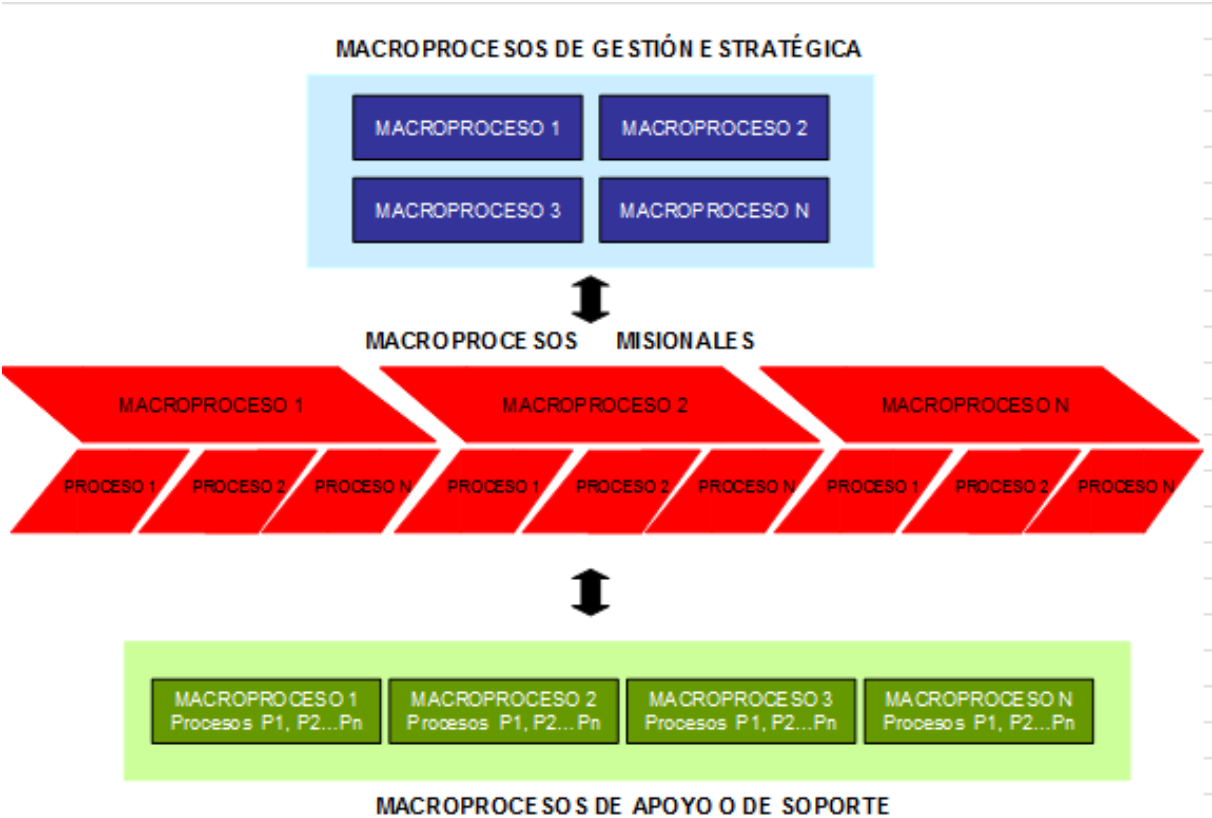 MACROPROCESOS DE GESTIÓN ESTRATÉGICA
MACROPROCESO 1
MACROPROCESO 2
MACROPROCESO 3
MACROPROCESO N
MACROPROCESOS MISIONALES
MACROPROCESO 1
MACROPROCESO 2
MACROPROCESO N
PROCESO 1
PROCESO 2
PROCESO N
PROCESO 1
PROCESO 2
PROCESO N
PROCESO 1
PROCESO 2
PROCESO N
MACROPROCESO 1
Procesos P1, P2...Pn
MACROPROCESO 2
Procesos P1, P2...Pn
MACROPROCESO 3
Procesos P1, P2...Pn
MACROPROCESO N
Procesos P1, P2...Pn
MACROPROCESOS DE APOYO O DE SOPORTE